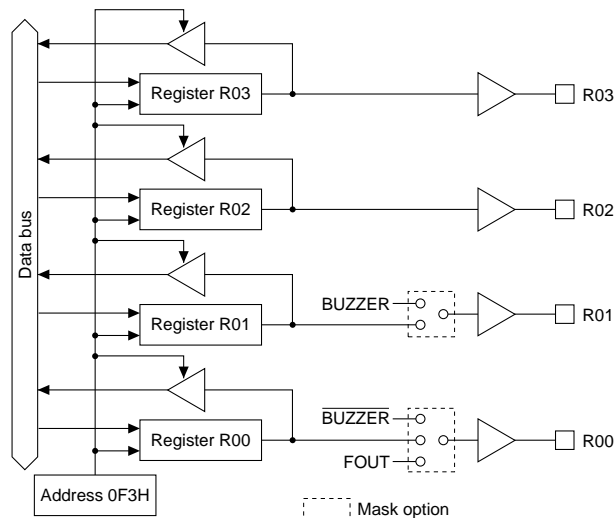 Register R03
R03
Register R02
R02
Data bus
BUZZER
Register R01
R01
BUZZER
Register R00
R00
FOUT
Address 0F3H
Mask option